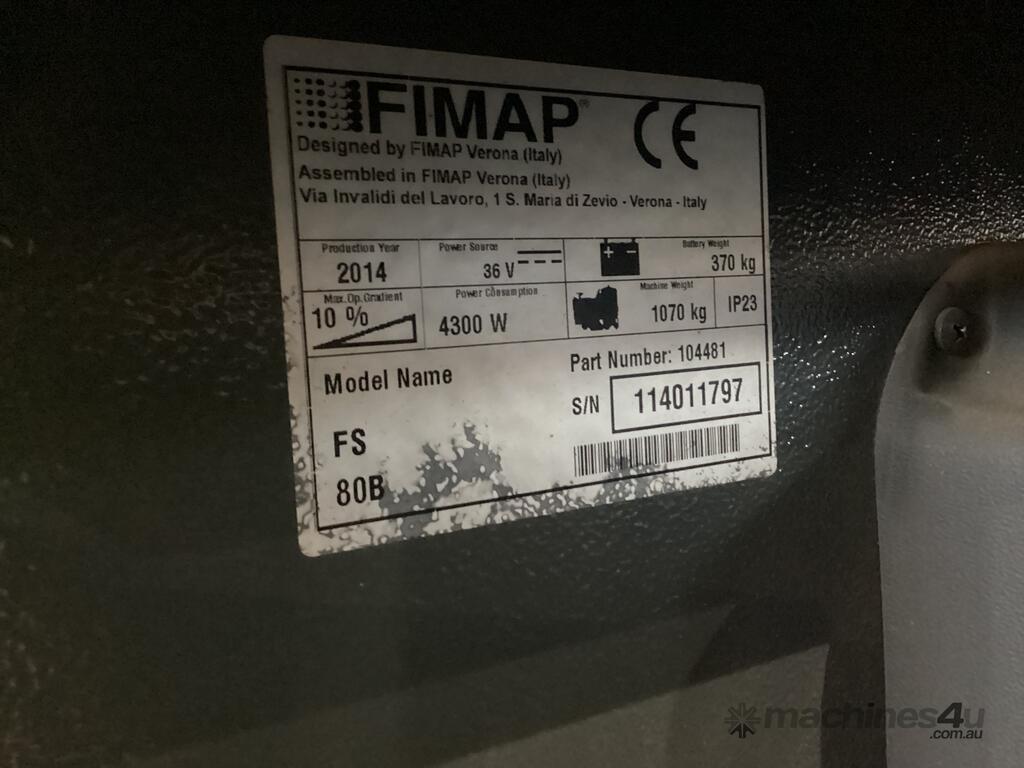 FIMAP®
CE
Designed by FIMAP Verona (Italy)
Assembled in FIMAP Verona (Italy)
Via Invalidi del Lavoro, 1 S. Maria di Zevio - Verona - Italy
Production Year
2014
Power Source
36 V
+ -
Battery Weight
370 kg
Max.Op.Gradient
10 %
Power Consamption
4300 W
Machine Weight
1070 kg
IP23
Model Name
Part Number: 104481
S/N 114011797
FS
80B
machines4u
.com.au